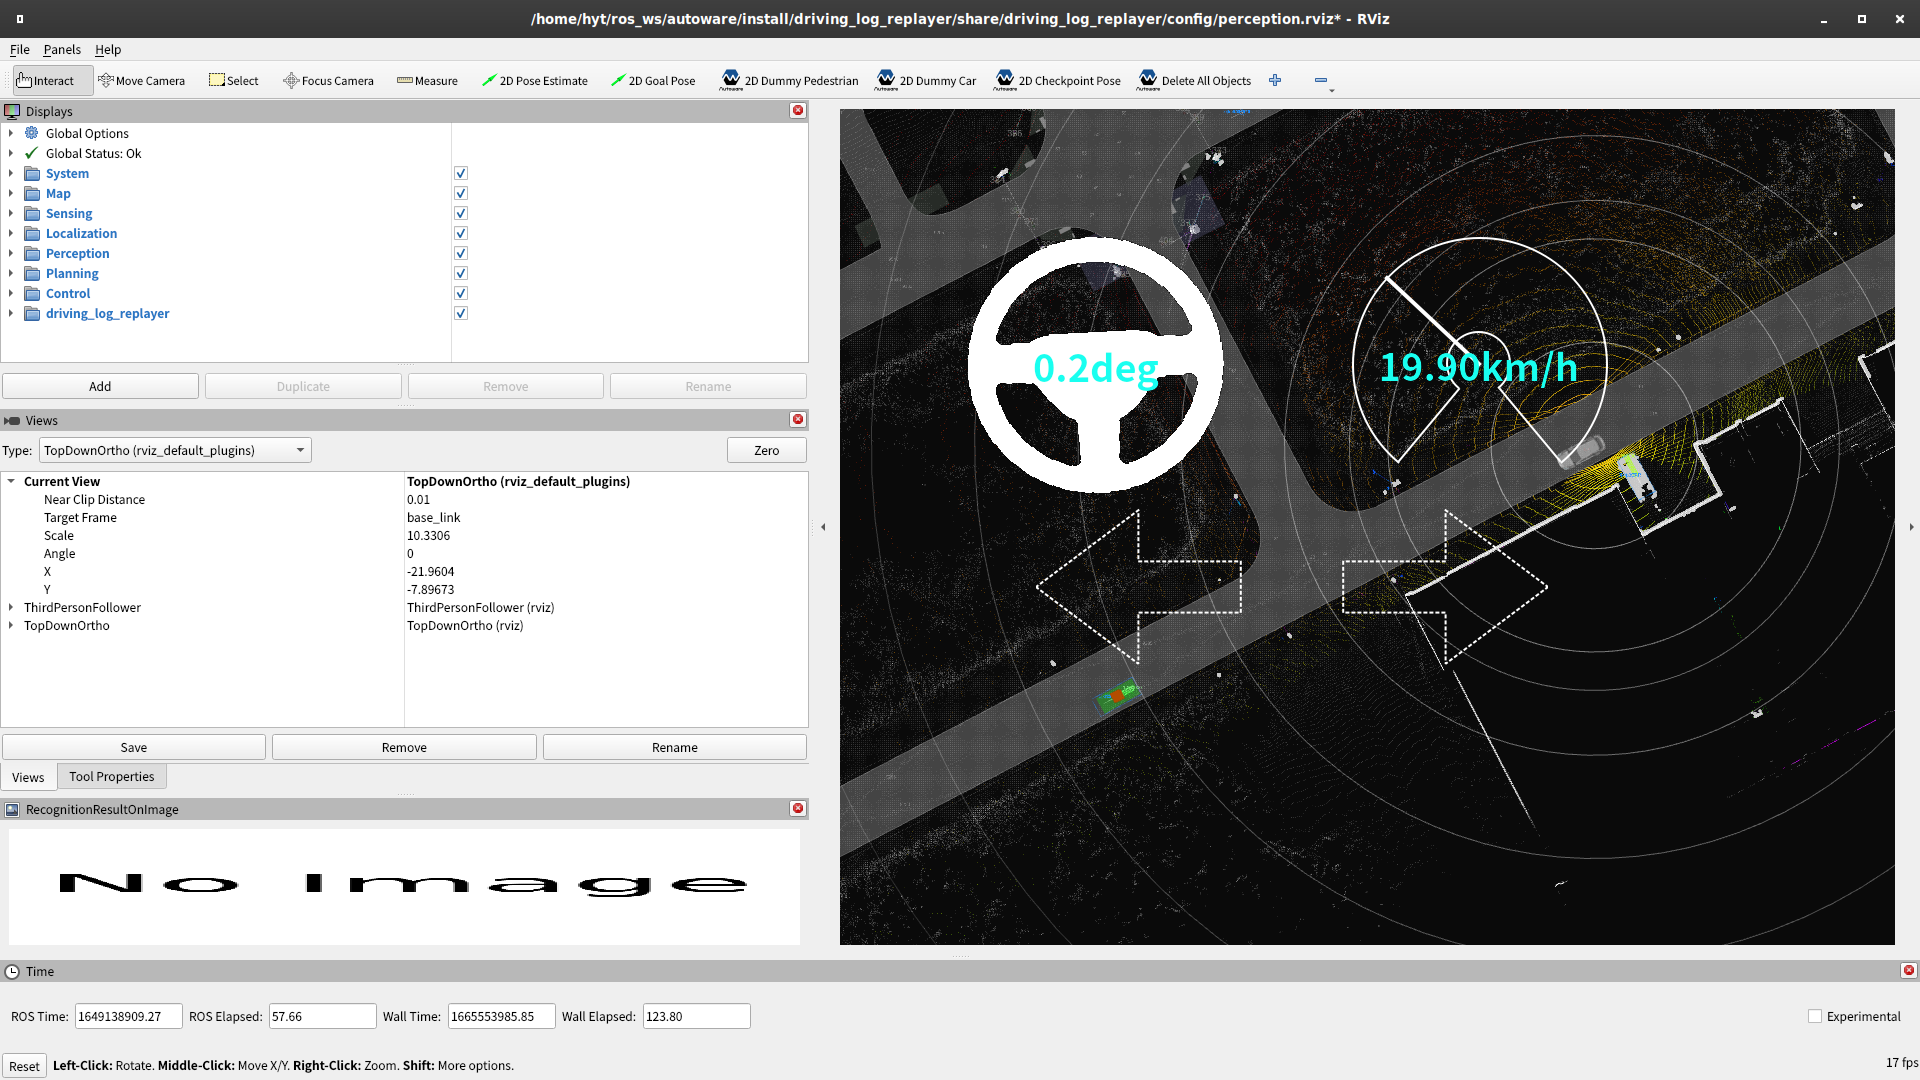 /home/hyt/ros_ws/autoware/install/driving_log_replayer/share/driving_log_replayer/config/perception.rviz* - RViz
File Panels Help
Interact Move Camera Select Focus Camera Measure 2D Pose Estimate 2D Goal Pose 2D Dummy Pedestrian 2D Dummy Car 2D Checkpoint Pose Delete All Objects
Displays
Global Options
Global Status: Ok
System
Map
Sensing
Localization
Perception
Planning
Control
driving_log_replayer
Add Duplicate Remove Rename
Views
Type: TopDownOrtho (rviz_default_plugins) Zero
Current View TopDownOrtho (rviz_default_plugins)
Near Clip Distance 0.01
Target Frame base_link
Scale 10.3306
Angle 0
X -21.9604
Y -7.89673
ThirdPersonFollower ThirdPersonFollower (rviz)
TopDownOrtho TopDownOrtho (rviz)
Save Remove Rename
Views Tool Properties
RecognitionResultOnImage
No Image
0.2deg
19.90km/h
Time
ROS Time: 1649138909.27 ROS Elapsed: 57.66 Wall Time: 1665553985.85 Wall Elapsed: 123.80 Experimental
Reset Left-Click: Rotate. Middle-Click: Move X/Y. Right-Click: Zoom. Shift: More options. 17 fps